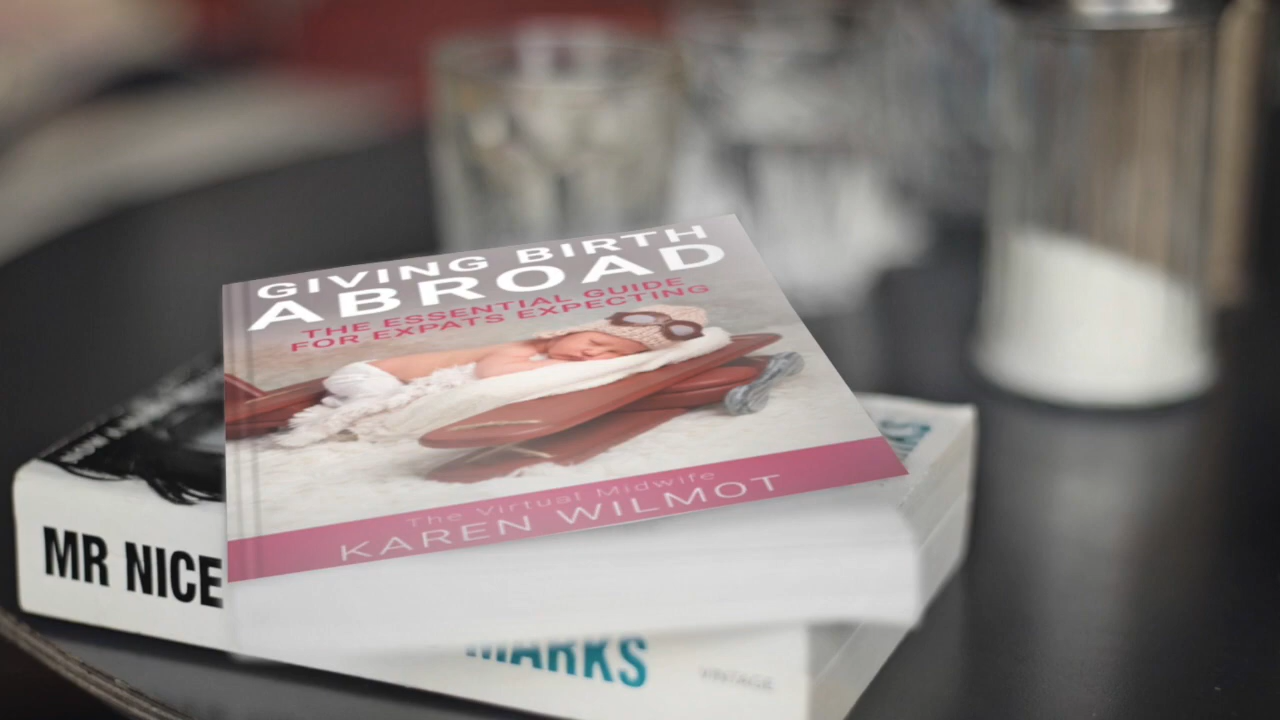 GIVING BIRTH
ABROAD
THE ESSENTIAL GUIDE
FOR EXPATS EXPECTING
The Virtual Midwife
KAREN WILMOT
MR NICE
MARKS
VINTAGE